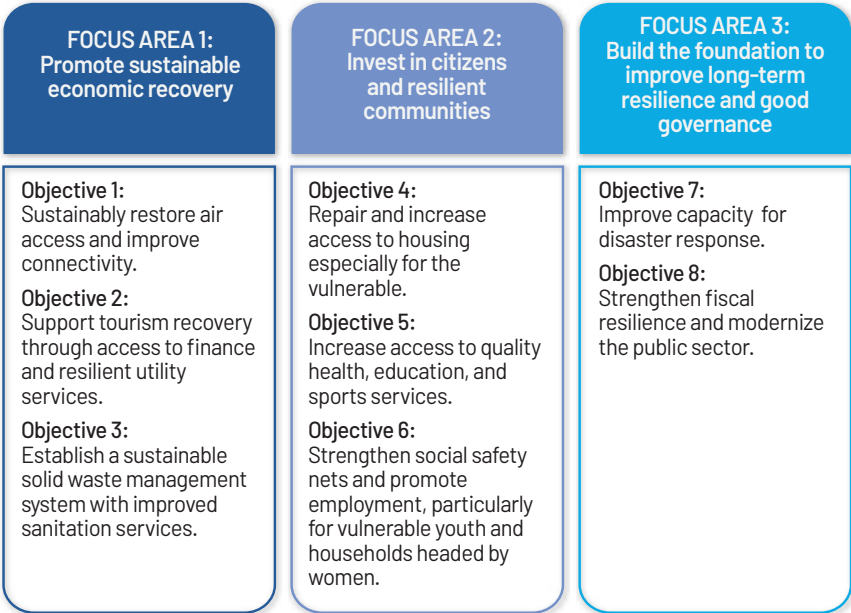 FOCUS AREA 1:
Promote sustainable
economic recovery
Objective 1:
Sustainably restore air
access and improve
connectivity.
Objective 2:
Support tourism recovery
through access to finance
and resilient utility
services.
Objective 3:
Establish a sustainable
solid waste management
system with improved
sanitation services.
FOCUS AREA 2:
Invest in citizens
and resilient
communities
Objective 4:
Repair and increase
access to housing
especially for the
vulnerable.
Objective 5:
Increase access to quality
health, education, and
sports services.
Objective 6:
Strengthen social safety
nets and promote
employment, particularly
for vulnerable youth and
households headed by
women.
FOCUS AREA 3:
Build the foundation to
improve long-term
resilience and good
governance
Objective 7:
Improve capacity for
disaster response.
Objective 8:
Strengthen fiscal
resilience and modernize
the public sector.